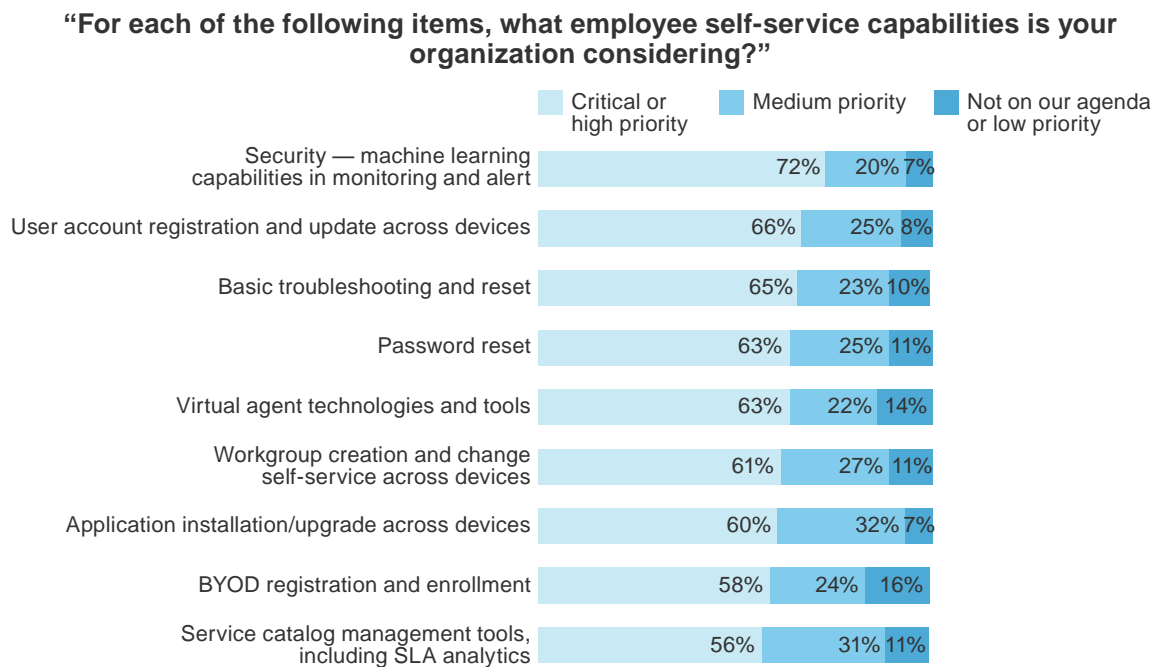 “For each of the following items, what employee self-service capabilities is your
organization considering?”
Critical or
high priority
Medium priority
Not on our agenda
or low priority
Security — machine learning
capabilities in monitoring and alert
72% 20% 7%
User account registration and update across devices
66% 25% 8%
Basic troubleshooting and reset
65% 23% 10%
Password reset
63% 25% 11%
Virtual agent technologies and tools
63% 22% 14%
Workgroup creation and change
self-service across devices
61% 27% 11%
Application installation/upgrade across devices
60% 32% 7%
BYOD registration and enrollment
58% 24% 16%
Service catalog management tools,
including SLA analytics
56% 31% 11%